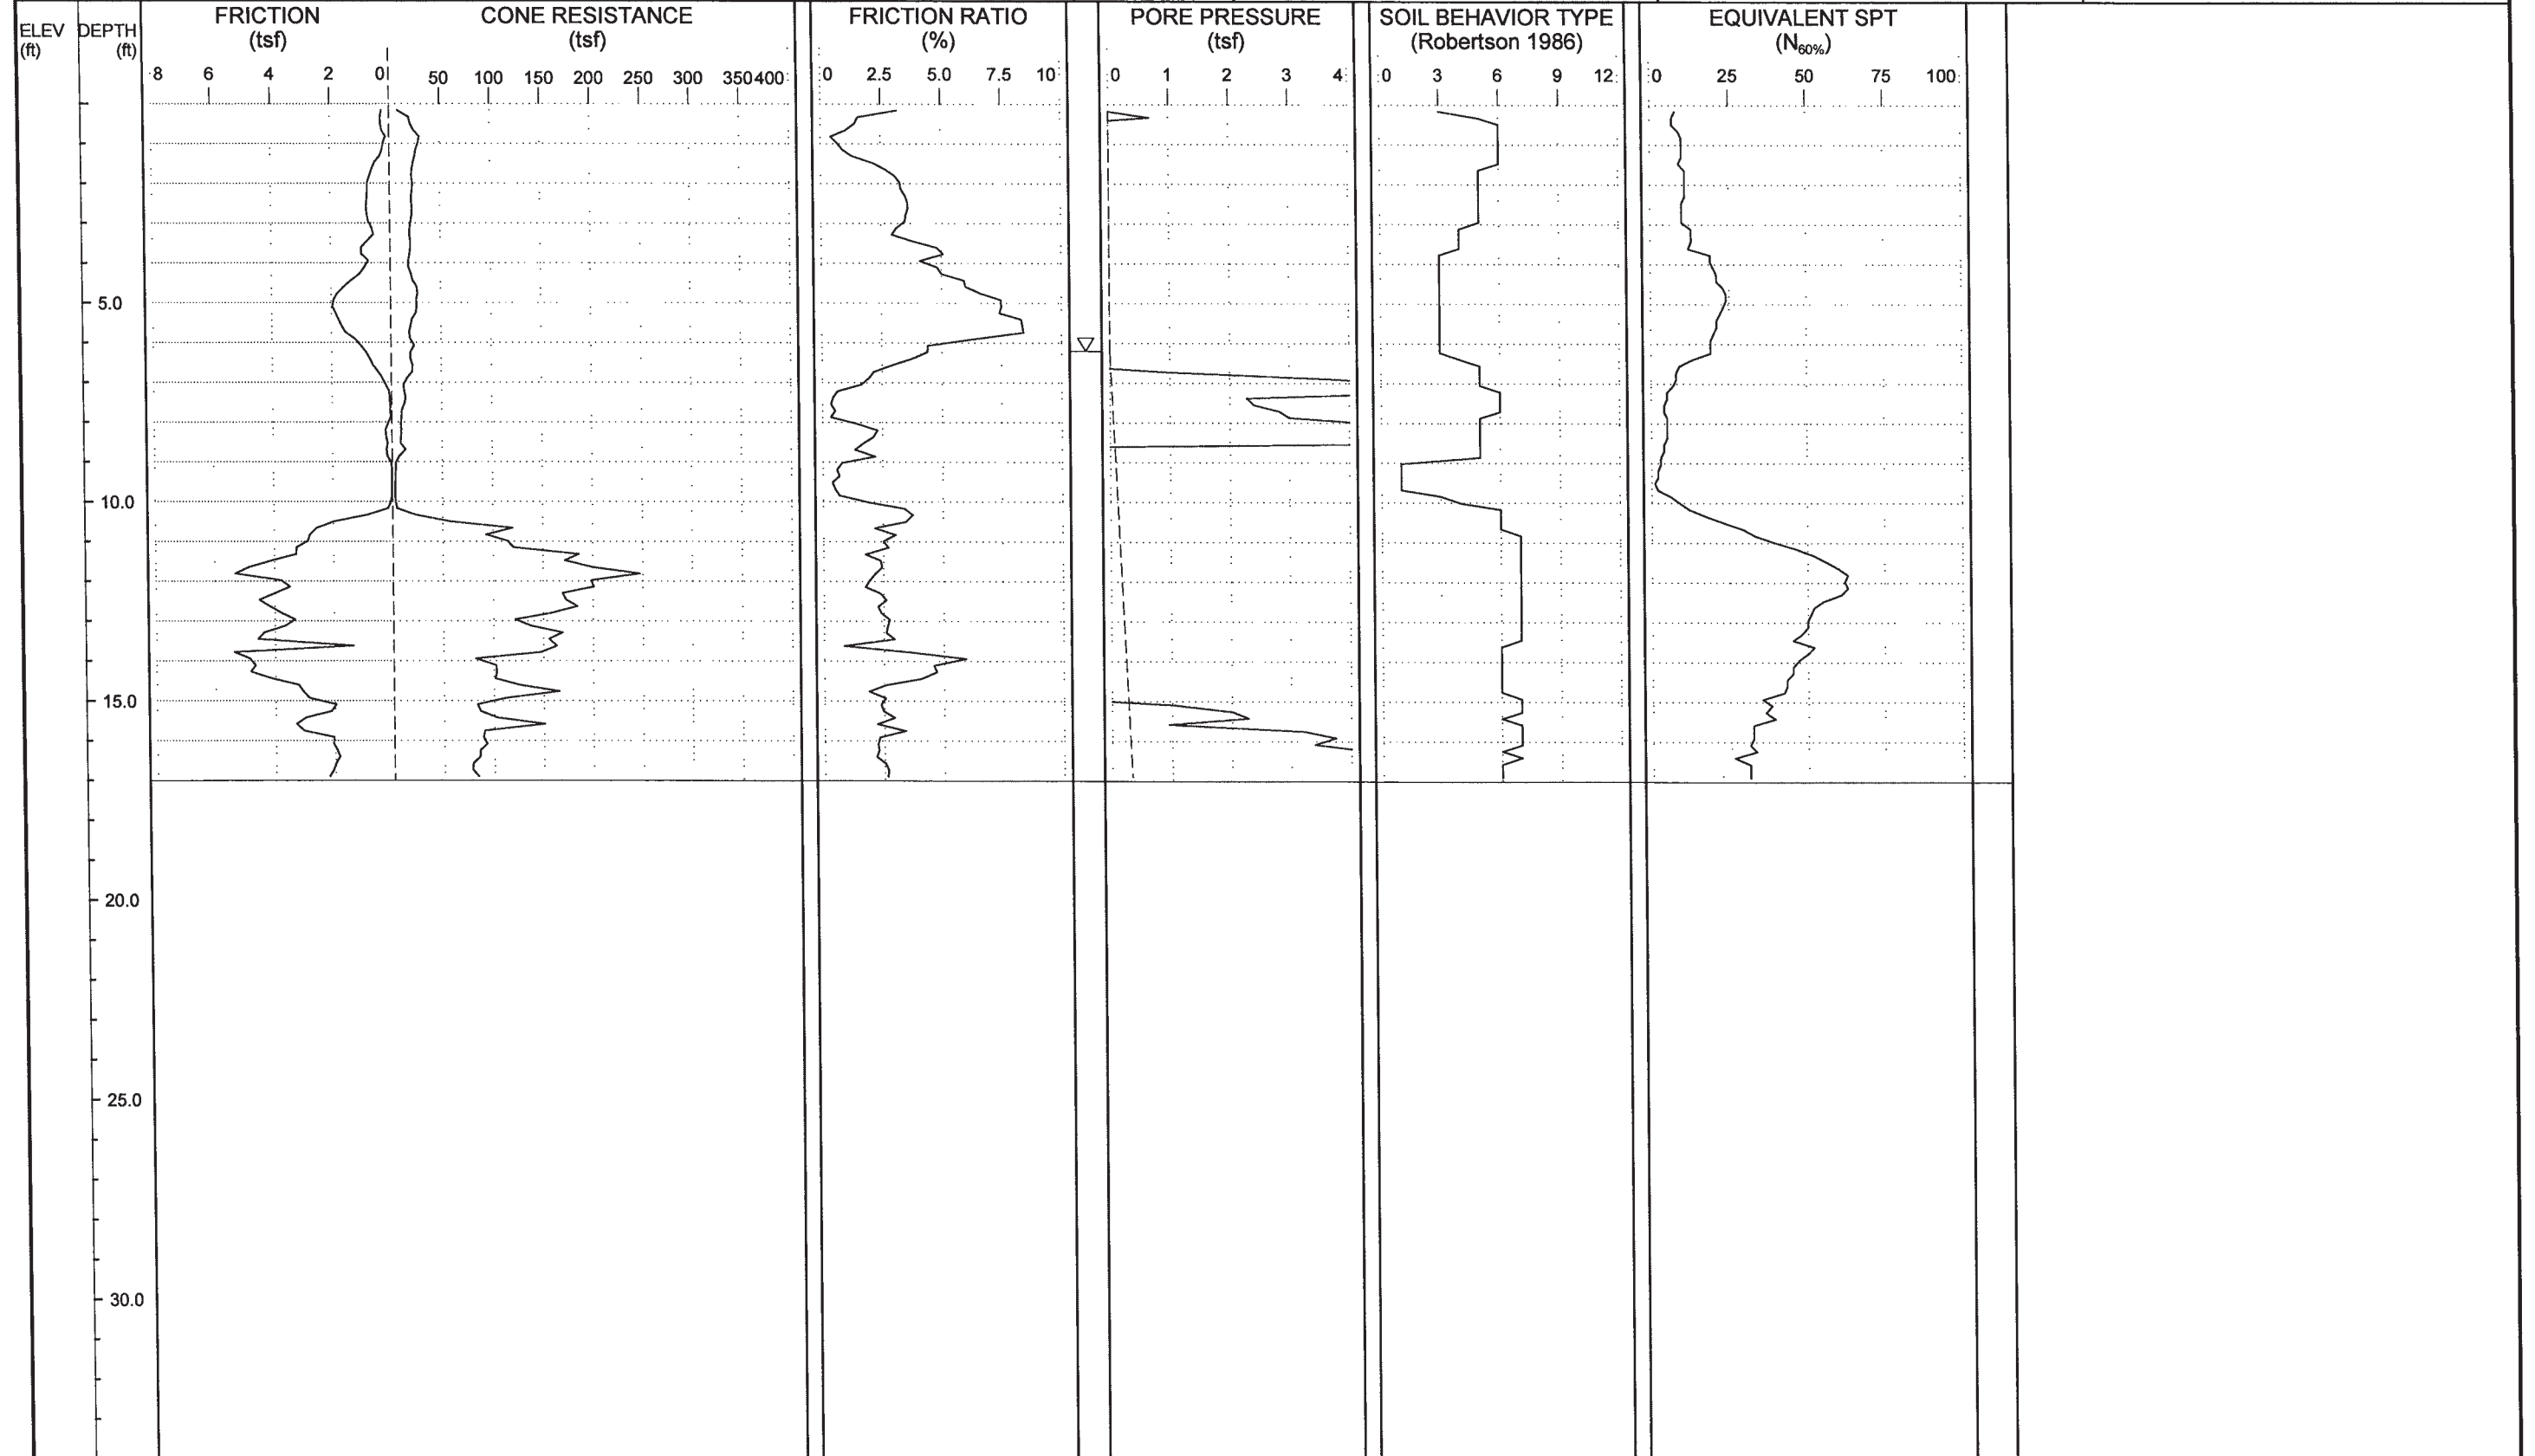 FRICTION CONE RESISTANCE FRICTION RATIO PORE PRESSURE SOIL BEHAVIOR TYPE EQUIVALENT SPT
ELEV DEPTH (tsf) (tsf) (%) (tsf) (Robertson 1986) (N60%)
(ft) (ft)
8 6 4 2 0 50 100 150 200 250 300 350 400 0 2.5 5.0 7.5 10 0 1 2 3 4 0 3 6 9 12 0 25 50 75 100
5.0
10.0
15.0
20.0
25.0
30.0